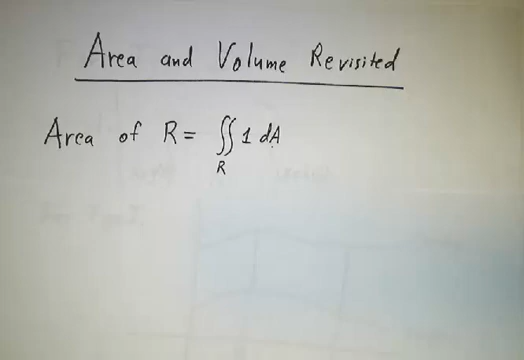 Area and Volume Revisited
Area of R = ∬ 1 dA
R